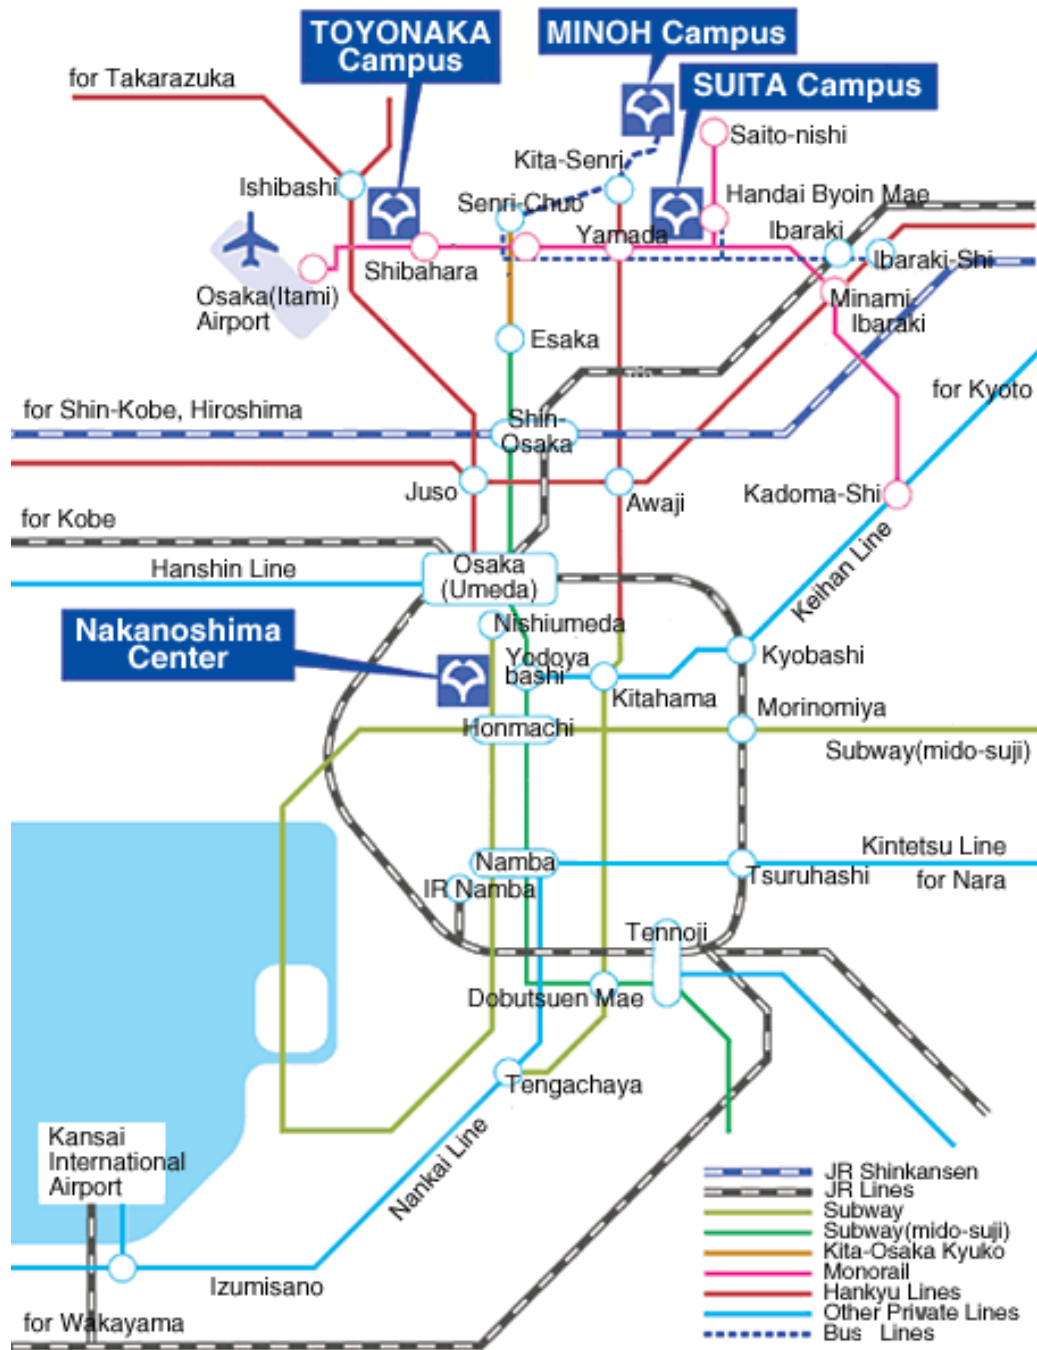 TOYONAKA
Campus
MINOH Campus
SUITA Campus
for Takarazuka
Saito-nishi
Kita-Senri
Ishibashi
Handai Byoin Mae
Senri-Chuo
Yamada
Ibaraki
Ibaraki-Shi
Shibahara
Osaka(Itami)
Airport
Minami-
Ibaraki
Esaka
for Kyoto
for Shin-Kobe, Hiroshima
Shin-
Osaka
Juso
Awaji
Kadoma-Shi
for Kobe
Hanshin Line
Osaka
(Umeda)
Keihan Line
Nakanoshima
Center
Nishiumeda
Yodoya
bashi
Kyobashi
Kitahama
Morinomiya
Honmachi
Subway(mido-suji)
Kintetsu Line
for Nara
Namba
Tsuruhashi
JR Namba
Tennoji
Dobutsuen Mae
Tengachaya
Kansai
International
Airport
Nankai Line
Izumisano
for Wakayama
JR Shinkansen
JR Lines
Subway
Subway(mido-suji)
Kita-Osaka Kyuko
Monorail
Hankyu Lines
Other Private Lines
Bus Lines